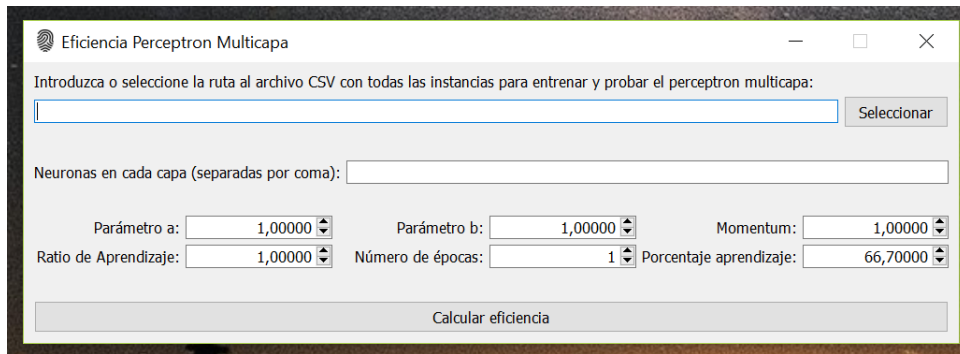 Eficiencia Perceptron Multicapa
Introduzca o seleccione la ruta al archivo CSV con todas las instancias para entrenar y probar el perceptron multicapa:
Seleccionar
Neuronas en cada capa (separadas por coma):
Parámetro a: 1,00000 Parámetro b: 1,00000 Momentum: 1,00000
Ratio de Aprendizaje: 1,00000 Número de épocas: 1 Porcentaje aprendizaje: 66,70000
Calcular eficiencia